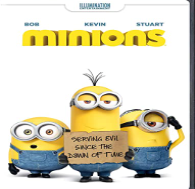 ILLUMINATION
BOB KEVIN STUART
MINIONS
SERVING EVIL
SINCE THE
DAWN OF TIME